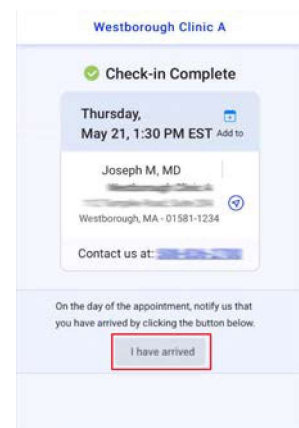 Westborough Clinic A
Check-in Complete
Thursday,
May 21, 1:30 PM EST
Add to
Joseph M, MD
Westborough, MA - 01581-1234
Contact us at:
On the day of the appointment, notify us that
you have arrived by clicking the button below.
I have arrived